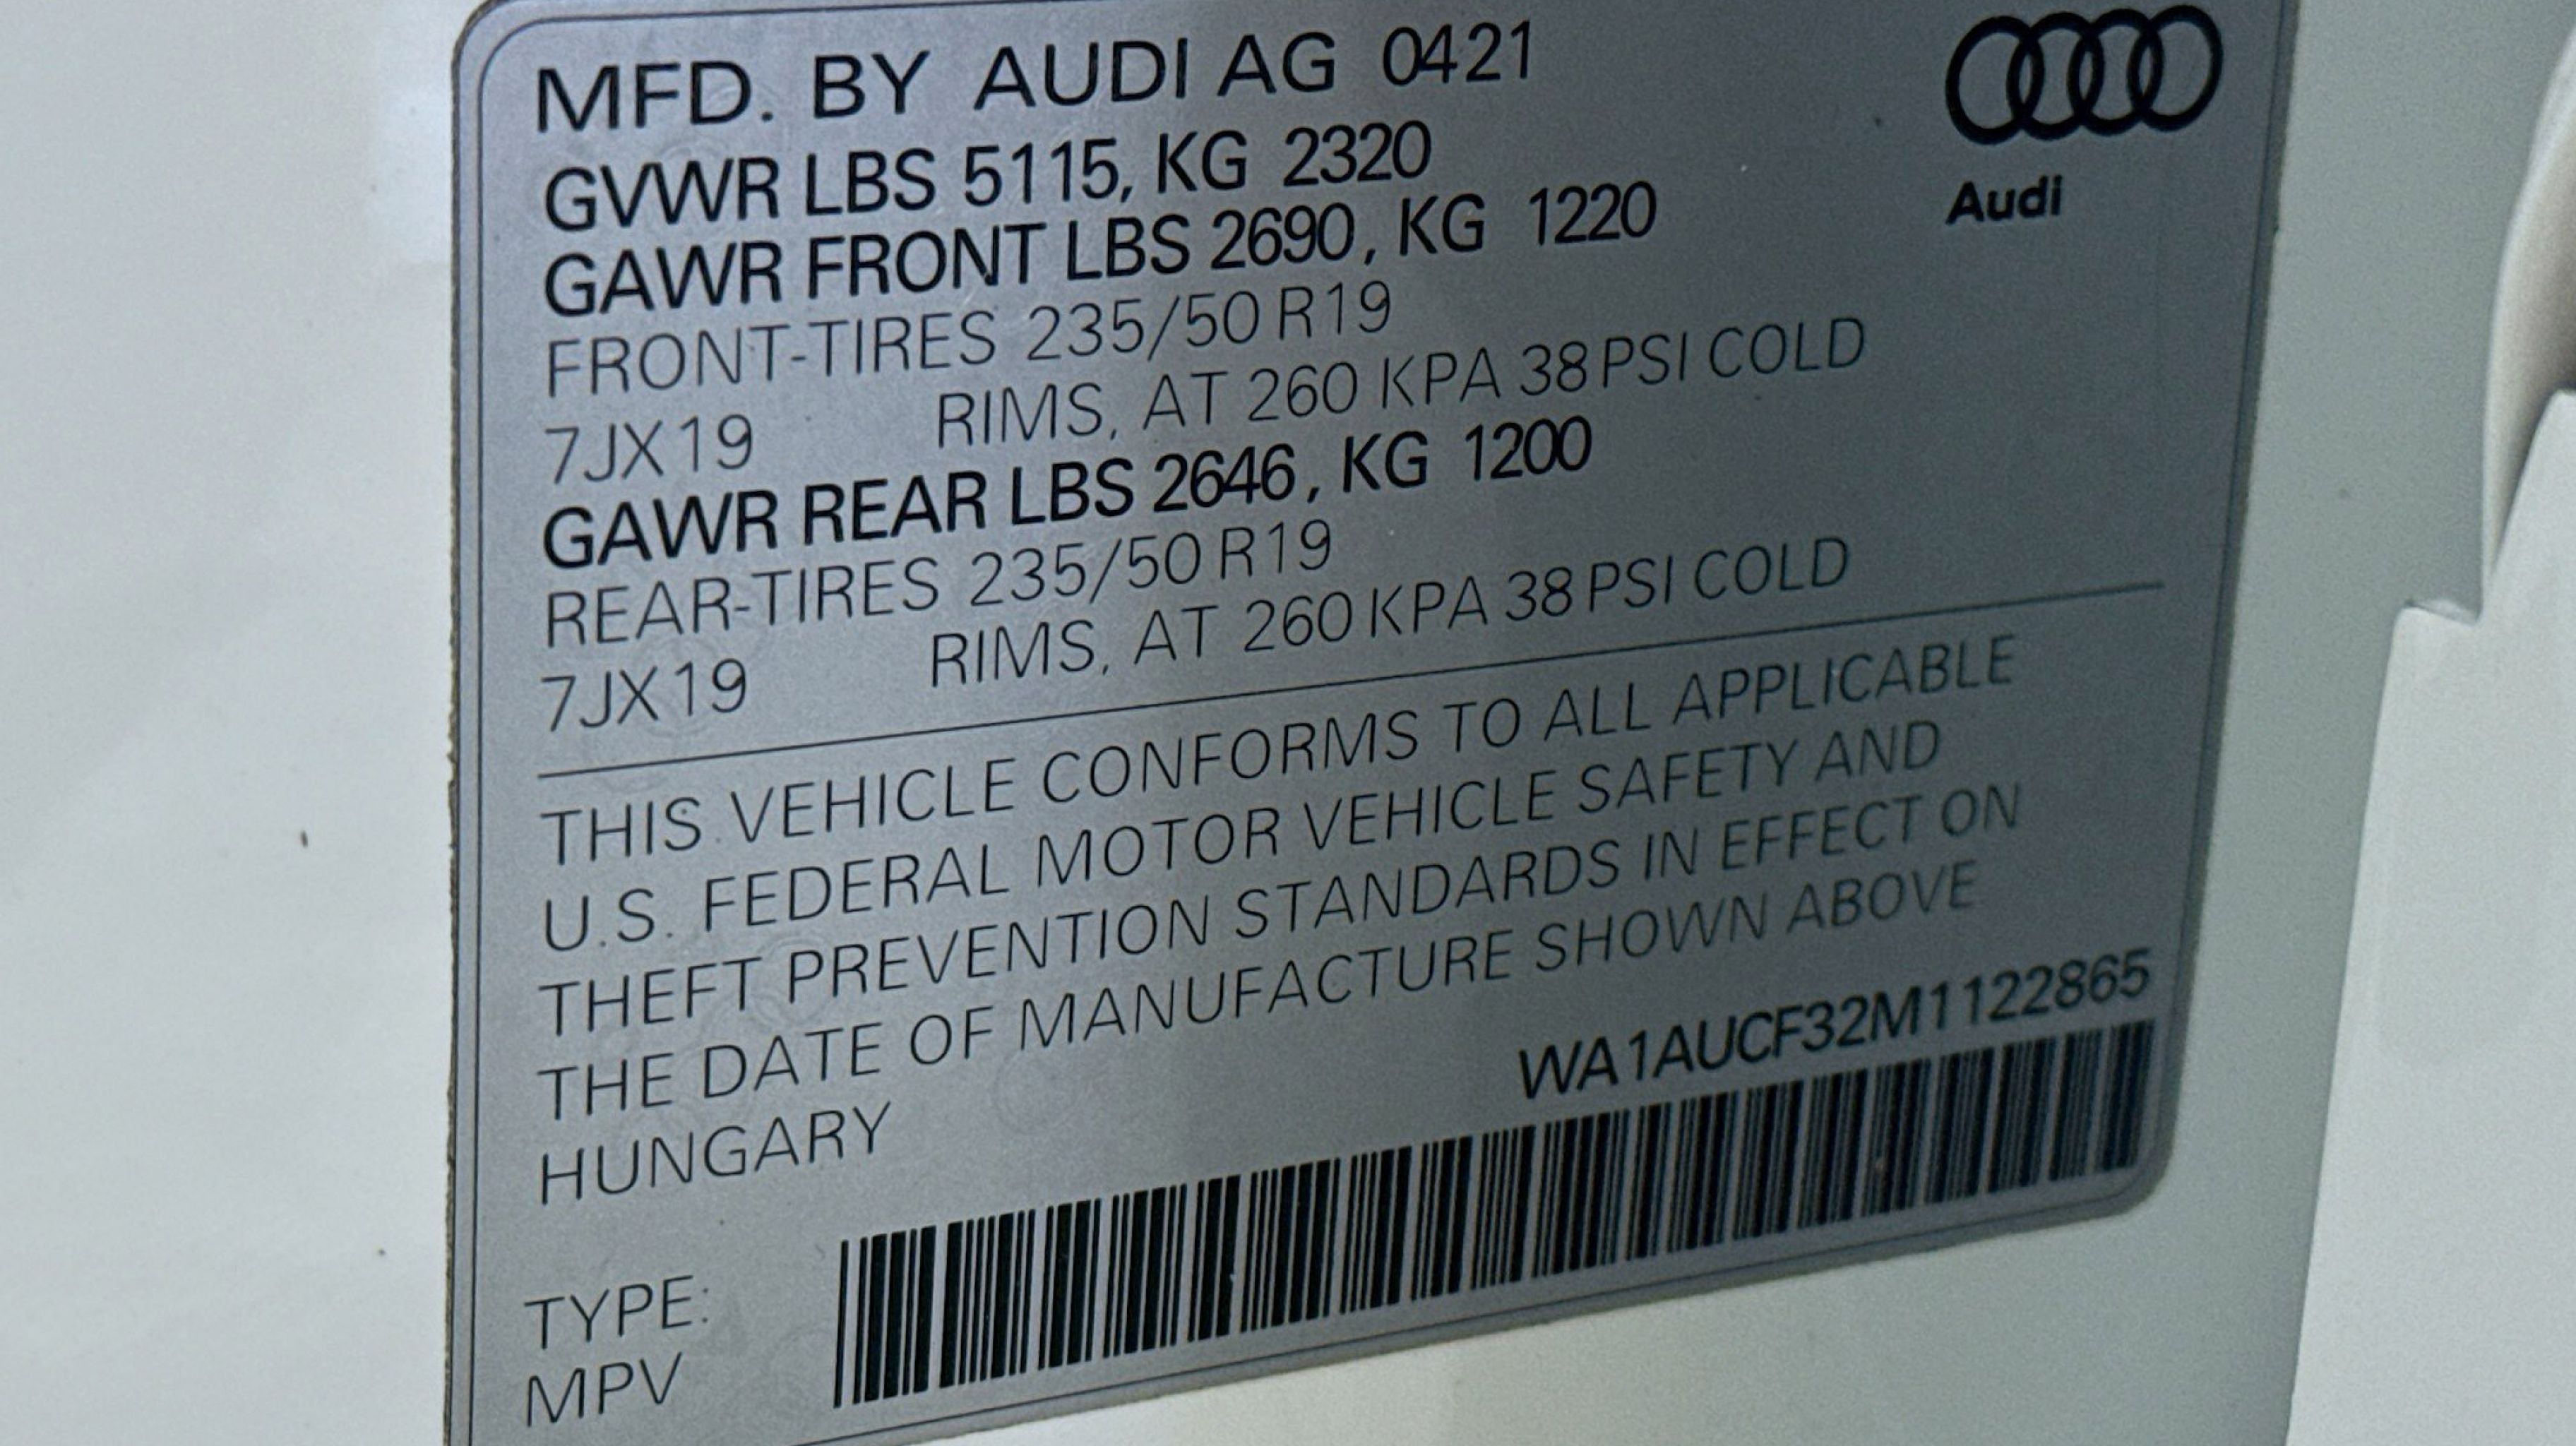 MFD. BY AUDI AG 0421
Audi
GVWR LBS 5115, KG 2320
GAWR FRONT LBS 2690, KG 1220
FRONT-TIRES 235/50 R19
7JX19 RIMS, AT 260 KPA 38 PSI COLD
GAWR REAR LBS 2646, KG 1200
REAR-TIRES 235/50 R19
7JX19 RIMS, AT 260 KPA 38 PSI COLD
THIS VEHICLE CONFORMS TO ALL APPLICABLE
U.S. FEDERAL MOTOR VEHICLE SAFETY AND
THEFT PREVENTION STANDARDS IN EFFECT ON
THE DATE OF MANUFACTURE SHOWN ABOVE
HUNGARY
WA1AUCF32M1122865
TYPE:
MPV